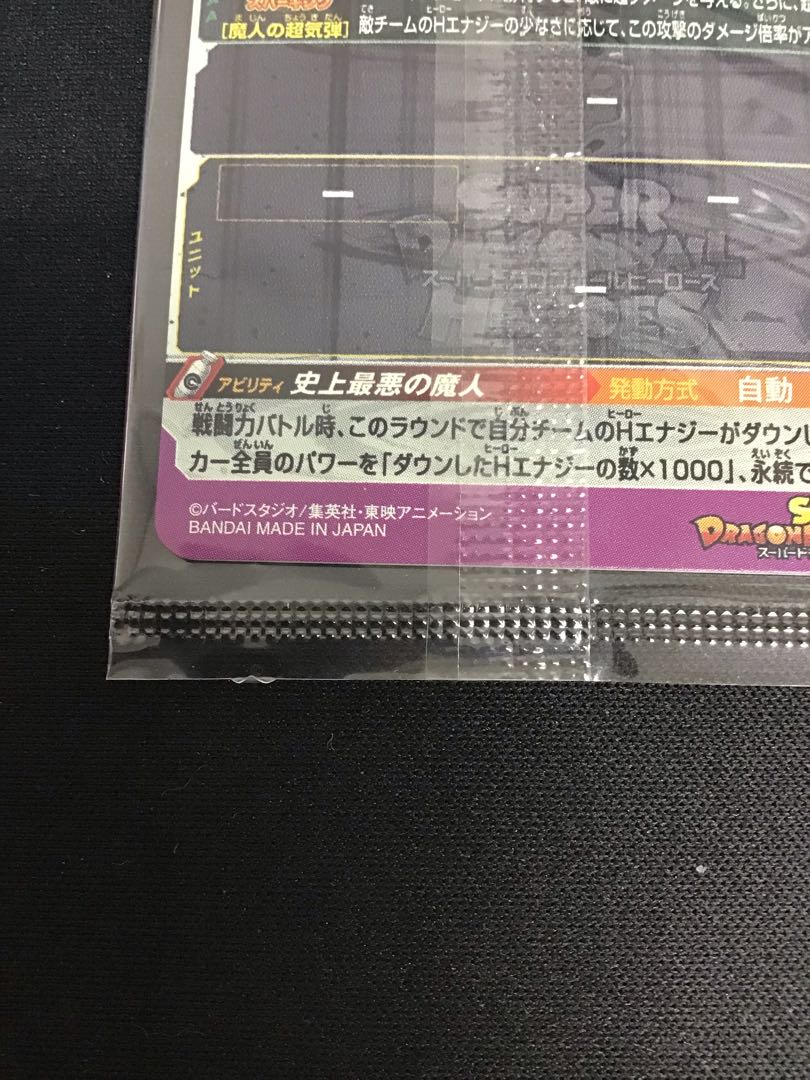 [魔人の超気弾] 敵チームのHエナジーの少なさに応じて、この攻撃のダメージ倍率が
ユニット
SUPER
DRAGONBALL
スーパードラゴンボールヒーローズ
HEROES
アビリティ 史上最悪の魔人 発動方式 自動
戦闘力バトル時、このラウンドで自分チームのHエナジーがダウンし
カー全員のパワーを「ダウンしたHエナジーの数×1000」、永続で
©バードスタジオ/集英社・東映アニメーション
BANDAI MADE IN JAPAN
S
DRAGON
スーパード